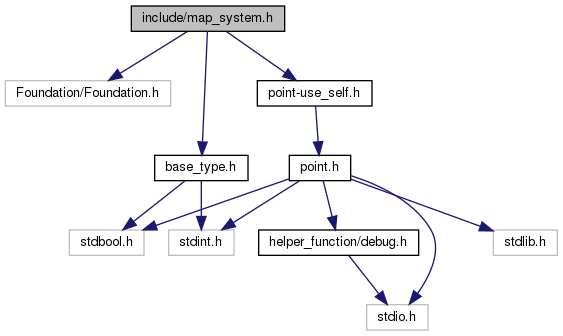 include/map_system.h
Foundation/Foundation.h
point-use_self.h
base_type.h
point.h
stdbool.h
stdint.h
helper_function/debug.h
stdlib.h
stdio.h